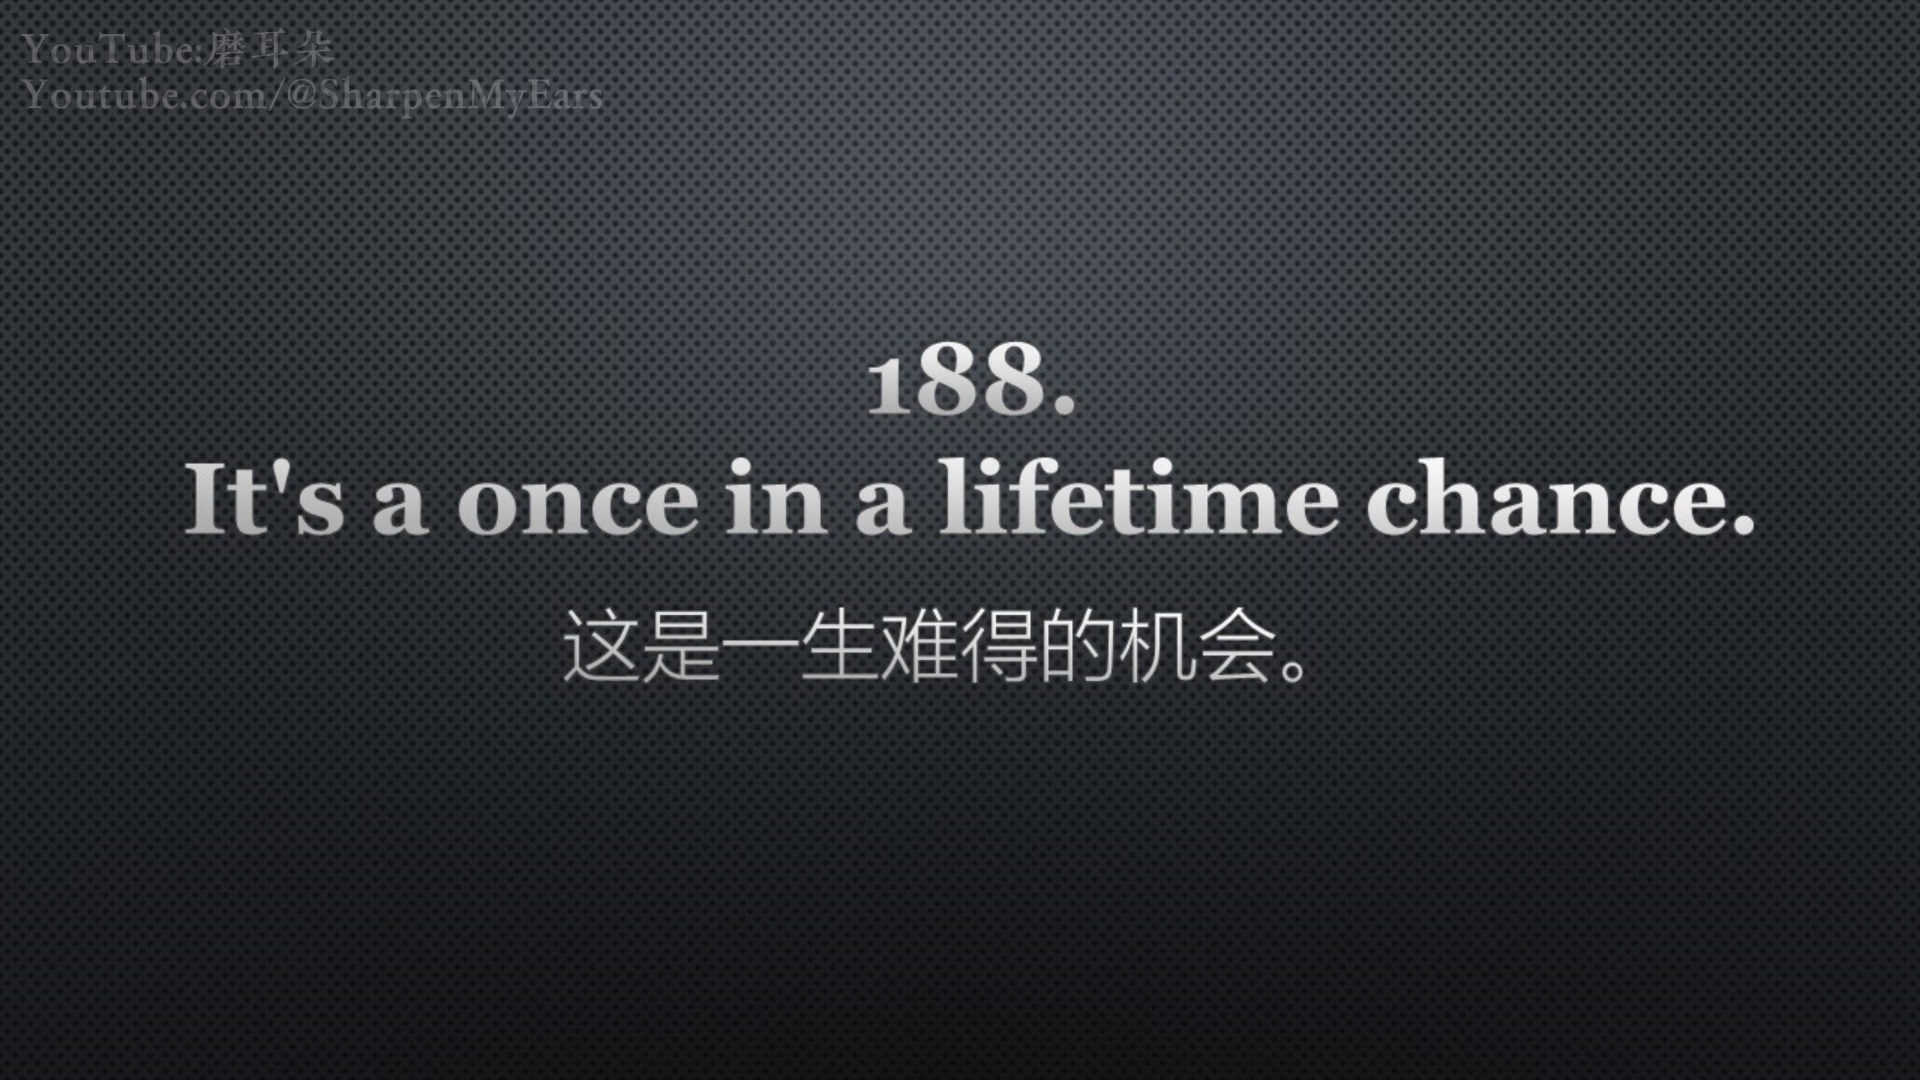 YouTube:磨耳朵
Youtube.com/@SharpenMyEars
188.
It's a once in a lifetime chance.
这是一生难得的机会。